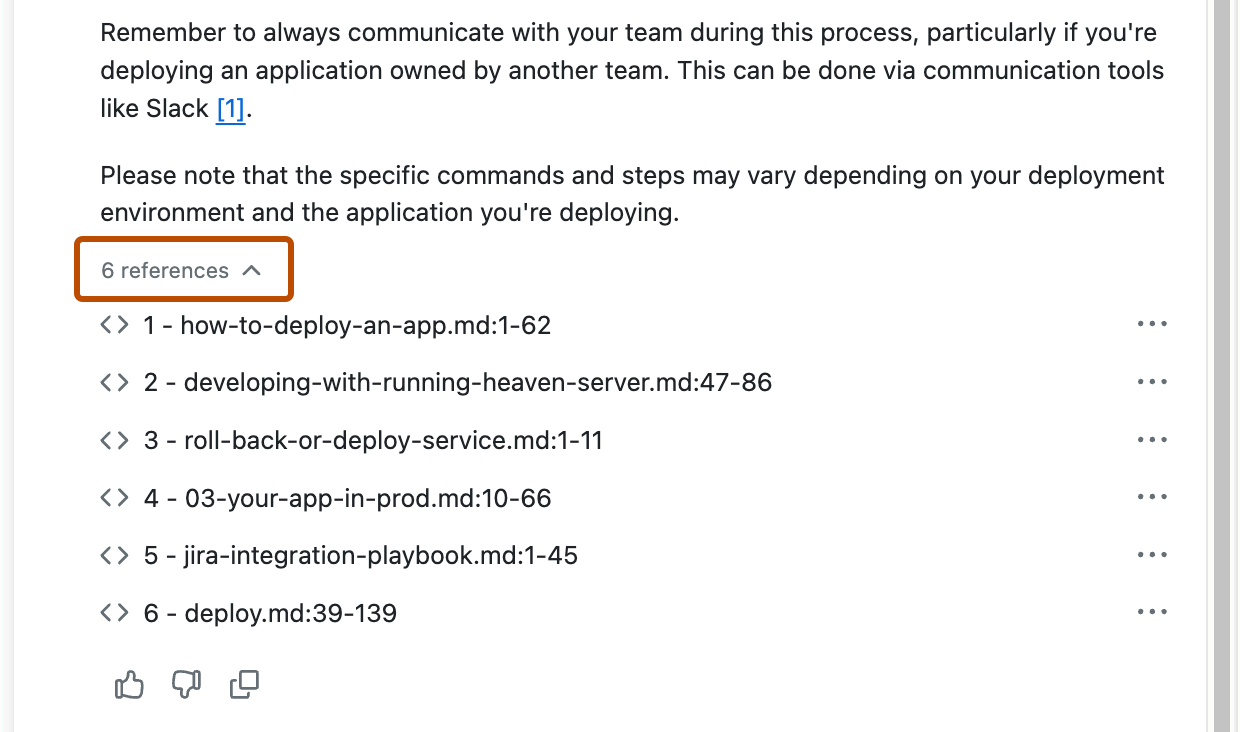 Remember to always communicate with your team during this process, particularly if you're
deploying an application owned by another team. This can be done via communication tools
like Slack [1].
Please note that the specific commands and steps may vary depending on your deployment
environment and the application you're deploying.
6 references
1 - how-to-deploy-an-app.md:1-62
2 - developing-with-running-heaven-server.md:47-86
3 - roll-back-or-deploy-service.md:1-11
4 - 03-your-app-in-prod.md:10-66
5 - jira-integration-playbook.md:1-45
6 - deploy.md:39-139